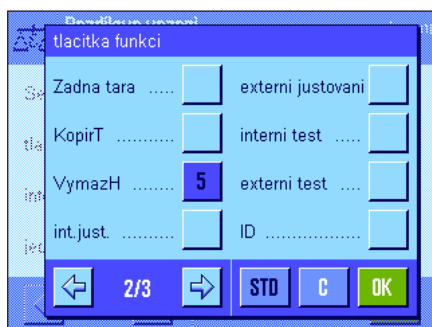 tlacitka funkci
Zadna tara ..... externi justovani
KopirT .......... interni test .....
VymazH ........ 5 externi test ....
int.just. .......... ID .................
2/3 STD C OK